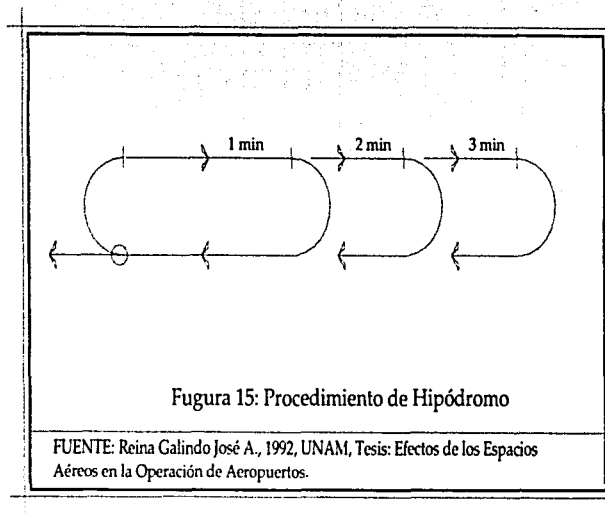 1 min 2 min 3 min
Fugura 15: Procedimiento de Hipódromo
FUENTE: Reina Galindo José A., 1992, UNAM, Tesis: Efectos de los Espacios
Aéreos en la Operación de Aeropuertos.